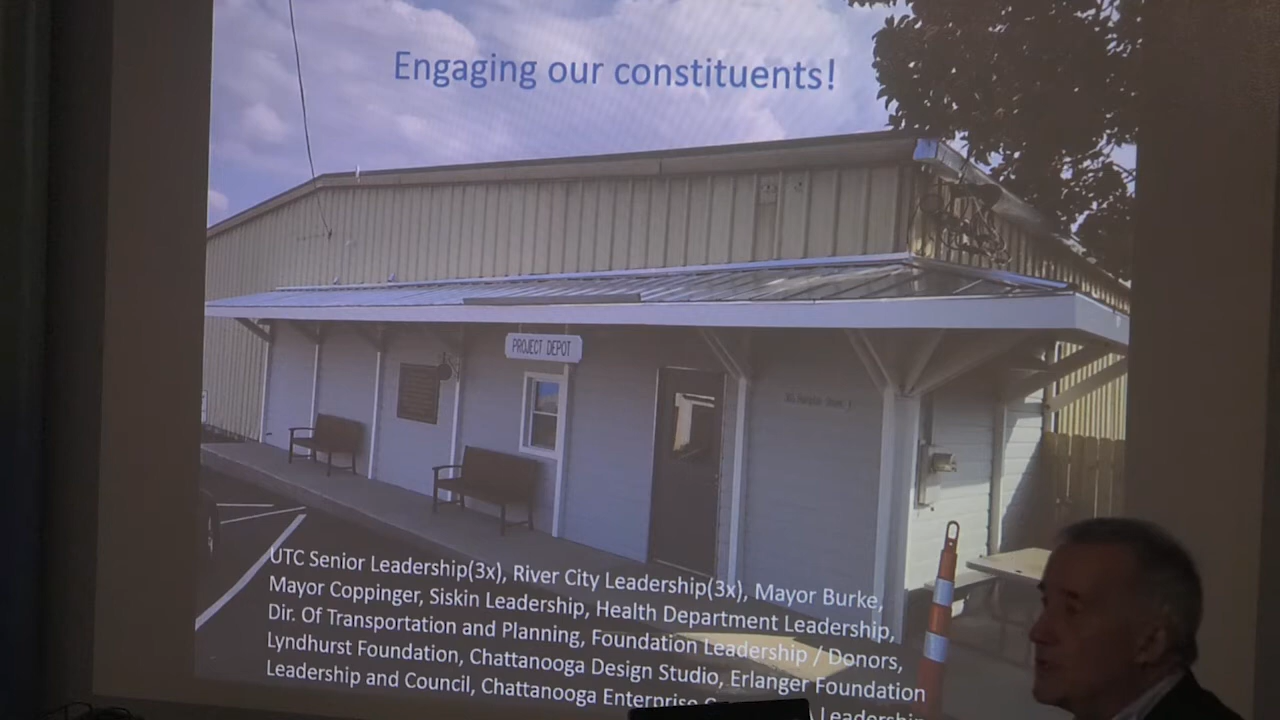 Engaging our constituents!
PROJECT DEPOT
UTC Senior Leadership(3x), River City Leadership(3x), Mayor Burke,
Mayor Coppinger, Siskin Leadership, Health Department Leadership,
Dir. Of Transportation and Planning, Foundation Leadership / Donors,
Lyndhurst Foundation, Chattanooga Design Studio, Erlanger Foundation
Leadership and Council, Chattanooga Enterprise Leadership